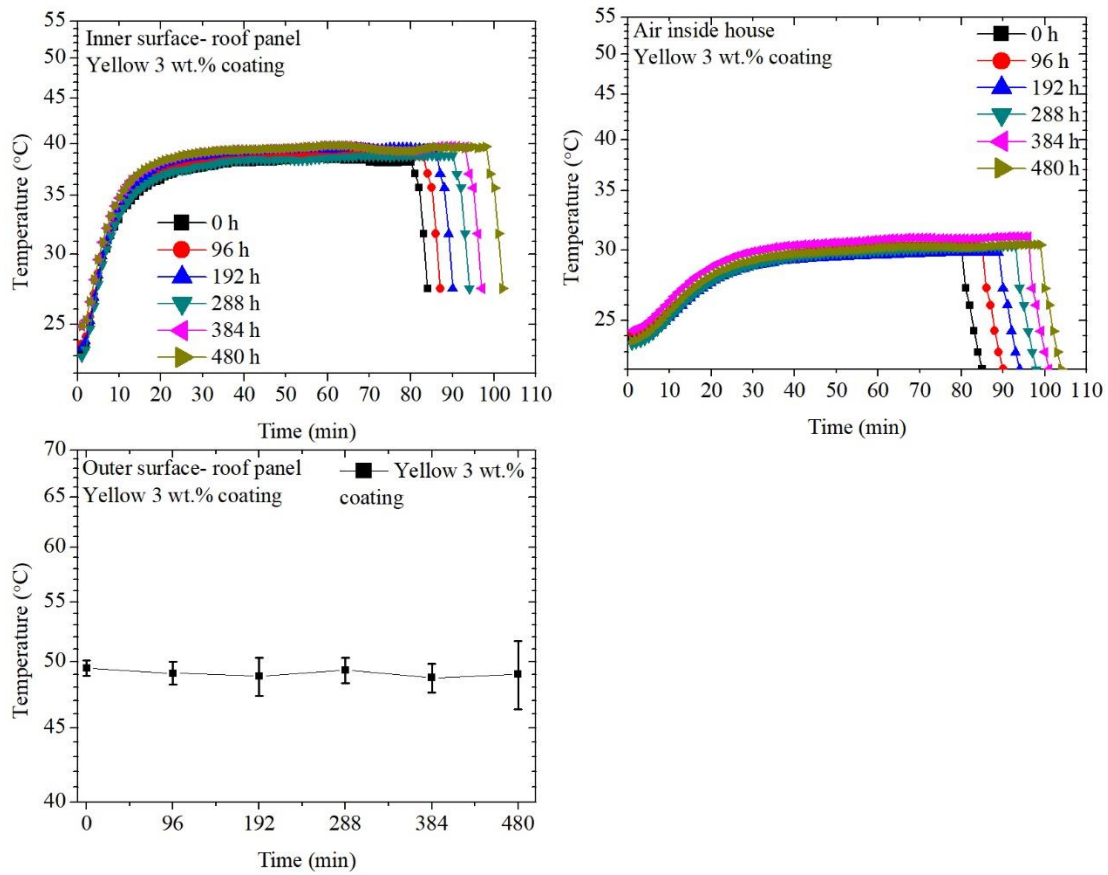 Inner surface- roof panel
Yellow 3 wt.% coating
0 h
96 h
192 h
288 h
384 h
480 h
55
50
45
40
35
30
25
0 10 20 30 40 50 60 70 80 90 100 110
Temperature (°C)
Time (min)
Air inside house
Yellow 3 wt.% coating
0 h
96 h
192 h
288 h
384 h
480 h
55
50
45
40
35
30
25
0 10 20 30 40 50 60 70 80 90 100 110
Temperature (°C)
Time (min)
Outer surface- roof panel
Yellow 3 wt.% coating
Yellow 3 wt.%
coating
70
65
60
55
50
45
40
0 96 192 288 384 480
Temperature (°C)
Time (min)